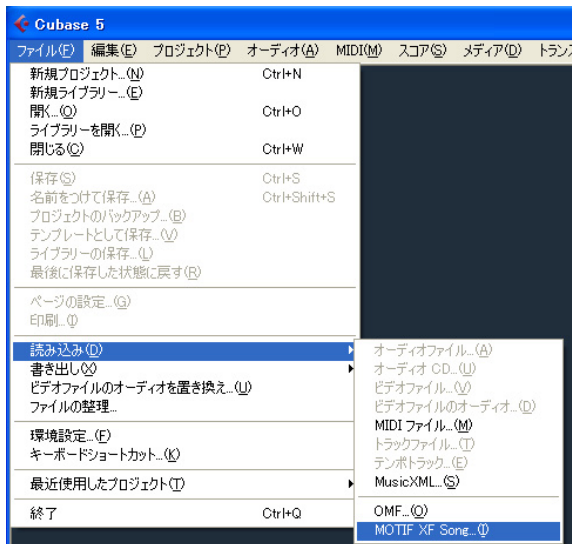 Cubase 5
ファイル(F) 編集(E) プロジェクト(P) オーディオ(A) MIDI(M) スコア(S) メディア(D) トランス
新規プロジェクト...(N) Ctrl+N
新規ライブラリー...(E)
開く...(O) Ctrl+O
ライブラリーを開く...(P)
閉じる(C) Ctrl+W
保存(S) Ctrl+S
名前をつけて保存...(A) Ctrl+Shift+S
プロジェクトのバックアップ...(B)
テンプレートとして保存...(V)
ライブラリーの保存...(L)
最後に保存した状態に戻す(R)
ページの設定...(G)
印刷...(I)
読み込み(D)
書き出し(X)
ビデオファイルのオーディオを置き換え...(U)
ファイルの整理...
環境設定...(F)
キーボードショートカット...(K)
最近使用したプロジェクト(T)
終了 Ctrl+Q
オーディオファイル...(A)
オーディオ CD...(U)
ビデオファイル...(V)
ビデオファイルのオーディオ...(D)
MIDI ファイル...(M)
トラックファイル...(T)
テンポトラック...(E)
MusicXML...(S)
OMF...(O)
MOTIF XF Song...(I)